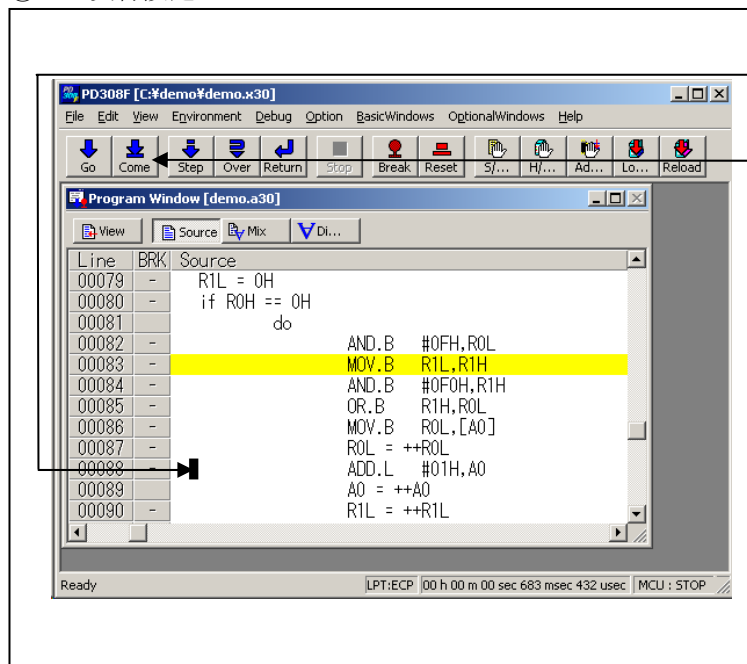 PD308F [C:¥demo¥demo.x30]
File Edit View Environment Debug Option BasicWindows OptionalWindows Help
Go Come Step Over Return Stop Break Reset S/... H/... Ad... Lo... Reload
Program Window [demo.a30]
View Source Mix Di...
Line BRK Source
00079 - R1L = 0H
00080 - if R0H == 0H
00081 do
00082 - AND.B #0FH,R0L
00083 - MOV.B R1L,R1H
00084 - AND.B #0F0H,R1H
00085 - OR.B R1H,R0L
00086 - MOV.B R0L,[A0]
00087 - R0L = ++R0L
00088 - ADD.L #01H,A0
00089 A0 = ++A0
00090 - R1L = ++R1L
Ready LPT:ECP 00 h 00 m 00 sec 683 msec 432 usec MCU : STOP